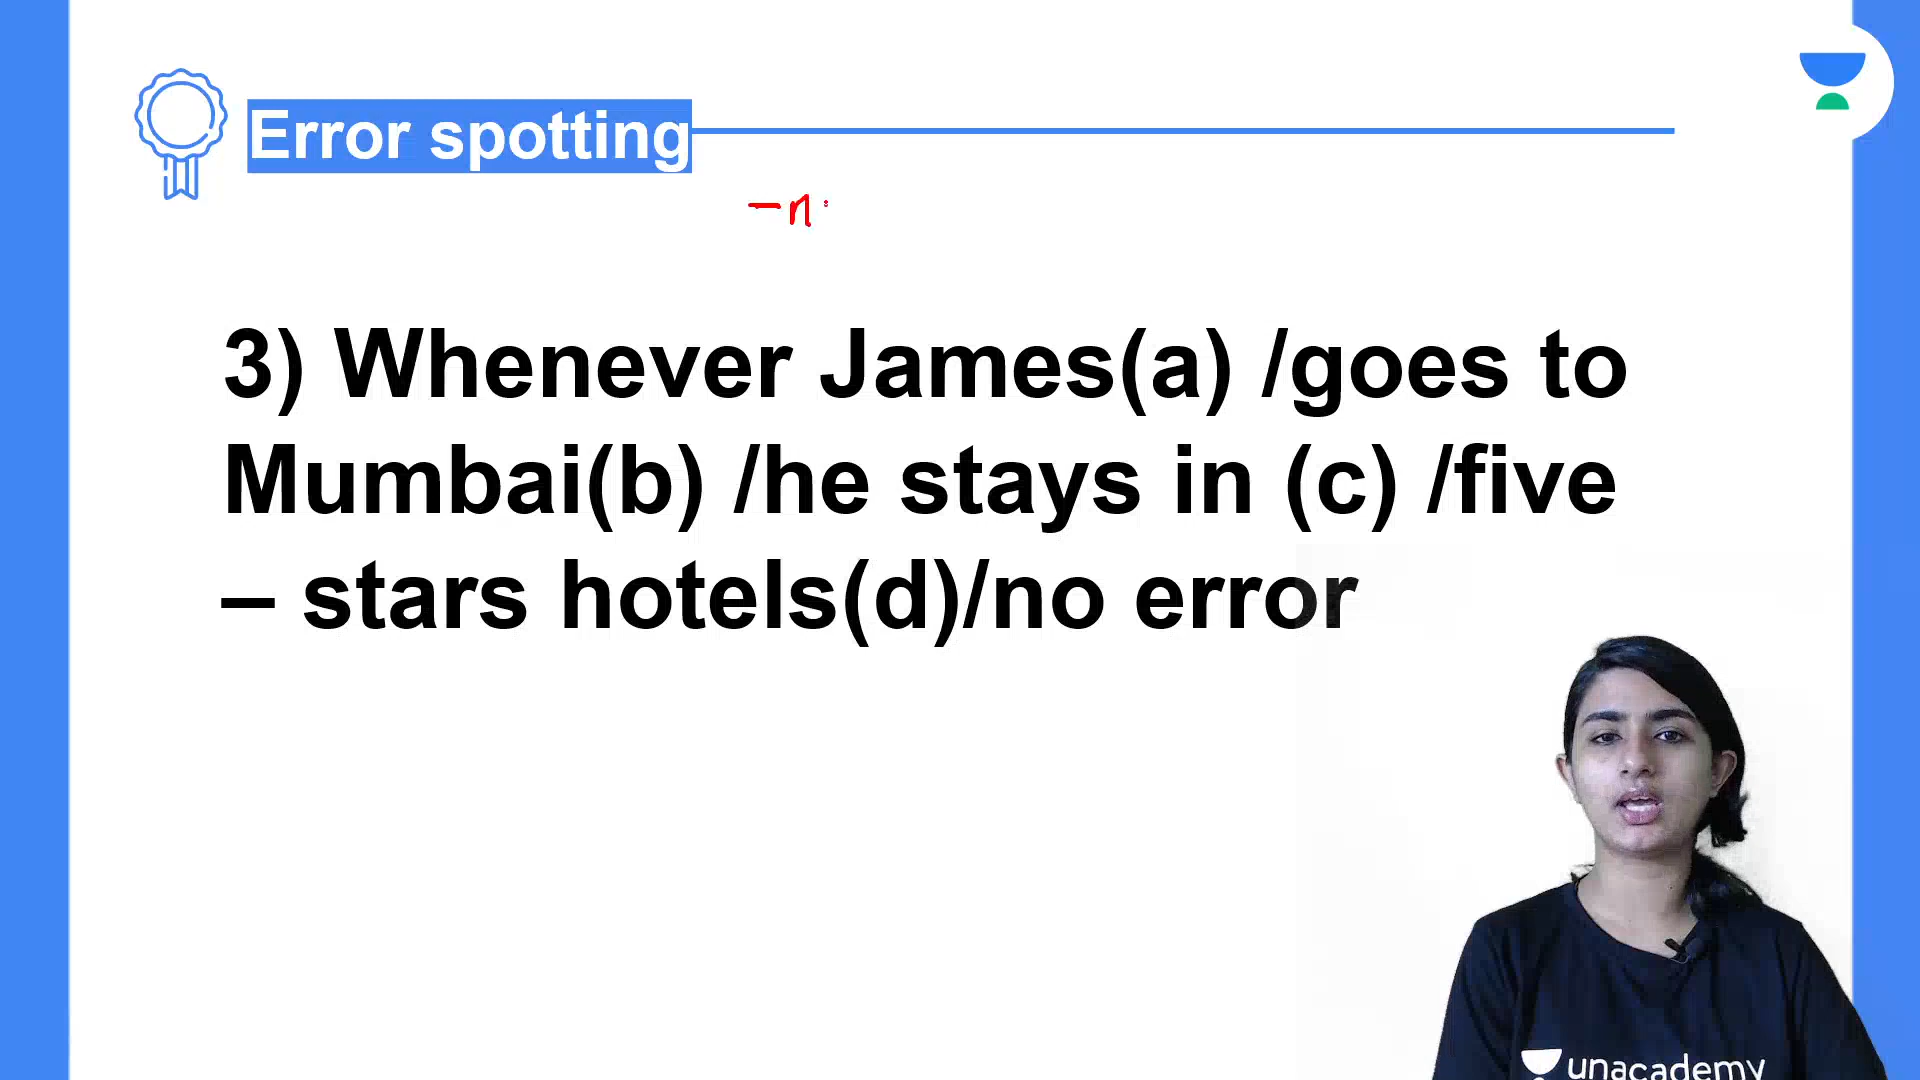 Error spotting
-n
3) Whenever James(a) /goes to
Mumbai(b) /he stays in (c) /five
– stars hotels(d)/no error
unacademy